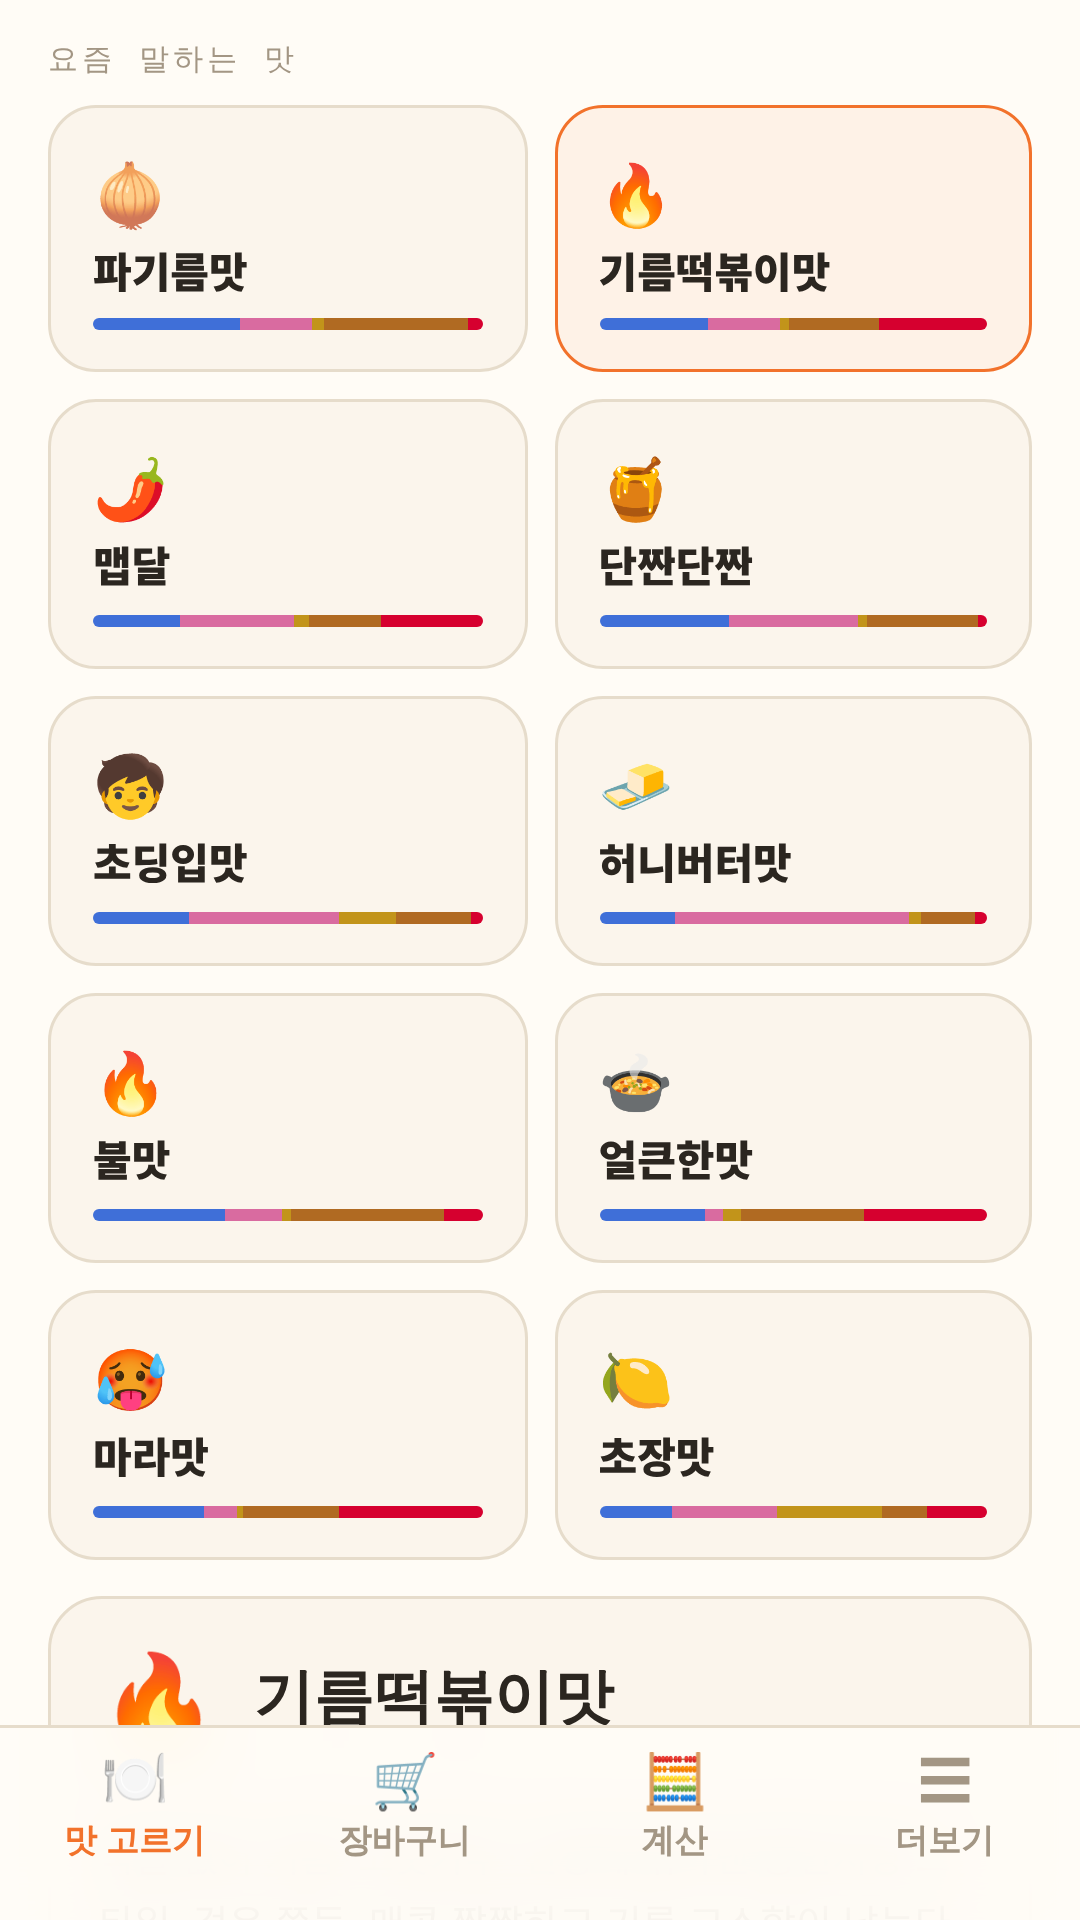 요즘 말하는 맛
파기름맛
기름떡볶이맛
맵달
단짠단짠
초딩입맛
허니버터맛
불맛
얼큰한맛
마라맛
초장맛
기름떡볶이맛
맛 고르기
장바구니
계산
더보기